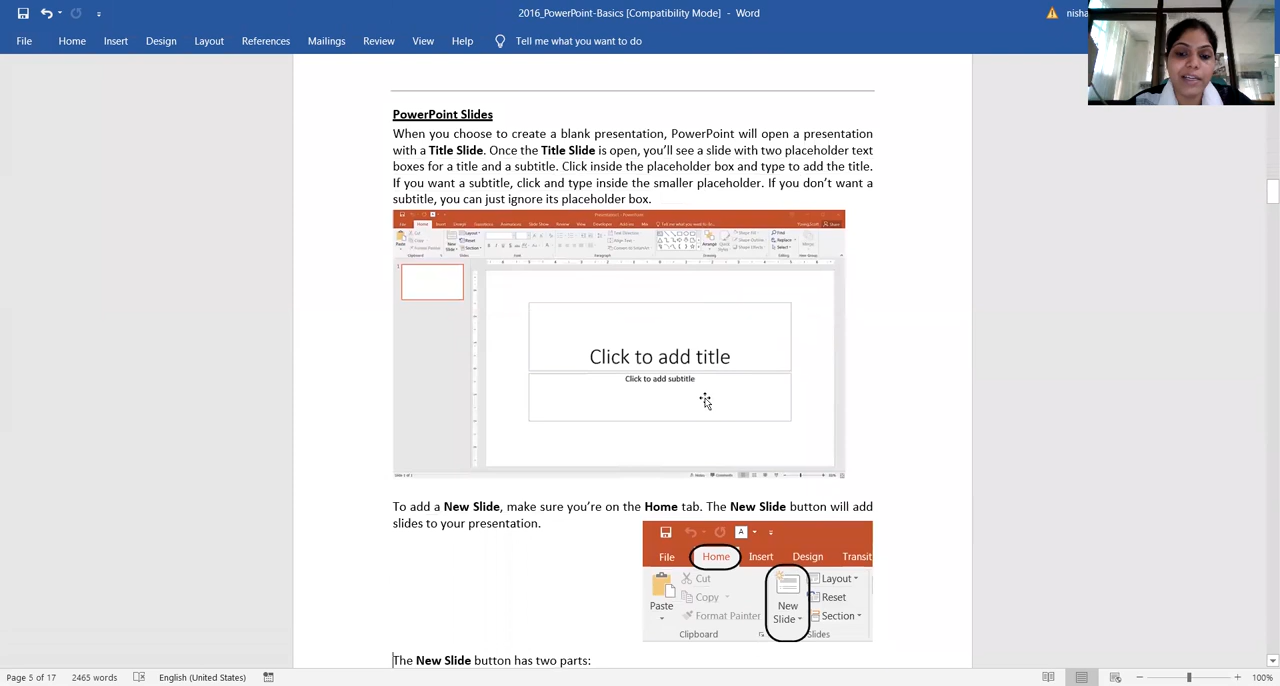 2016_PowerPoint-Basics [Compatibility Mode] - Word
nisha
File Home Insert Design Layout References Mailings Review View Help Tell me what you want to do
PowerPoint Slides
When you choose to create a blank presentation, PowerPoint will open a presentation
with a Title Slide. Once the Title Slide is open, you'll see a slide with two placeholder text
boxes for a title and a subtitle. Click inside the placeholder box and type to add the title.
If you want a subtitle, click and type inside the smaller placeholder. If you don't want a
subtitle, you can just ignore its placeholder box.
Click to add title
Click to add subtitle
To add a New Slide, make sure you're on the Home tab. The New Slide button will add
slides to your presentation.
A
File Home Insert Design Transit
Cut Layout
Paste Copy New Reset
Format Painter Slide Section
Clipboard Slides
The New Slide button has two parts:
Page 5 of 17 2465 words English (United States) 100%